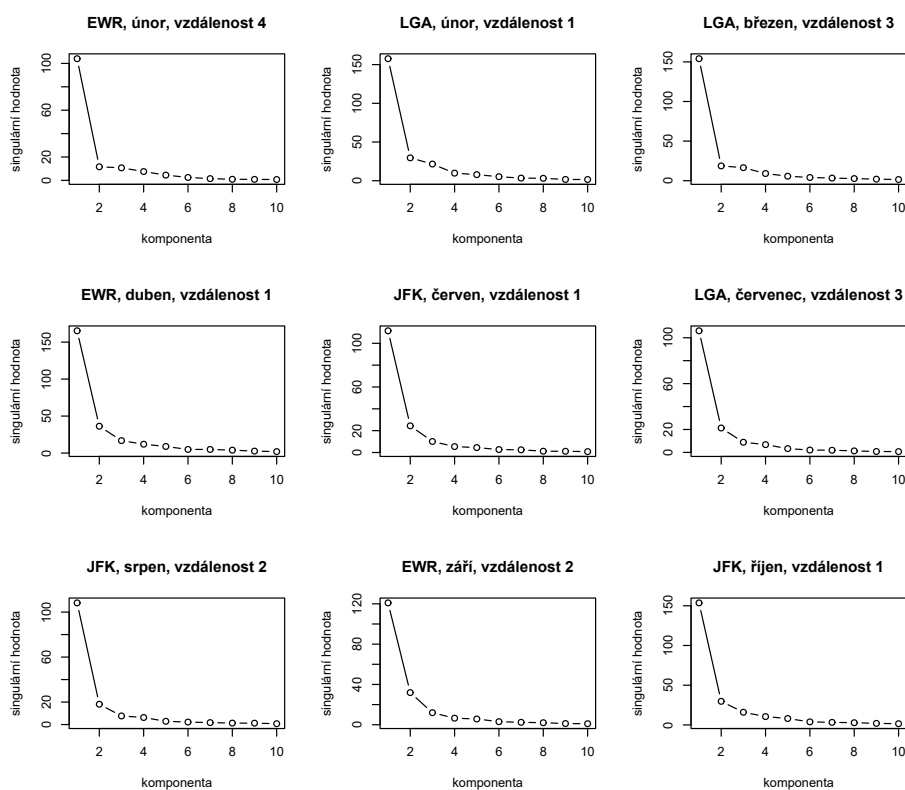 EWR, únor, vzdálenost 4
singulární hodnota
0 20 60 100
2 4 6 8 10
komponenta
LGA, únor, vzdálenost 1
singulární hodnota
0 50 100 150
2 4 6 8 10
komponenta
LGA, březen, vzdálenost 3
singulární hodnota
0 50 100 150
2 4 6 8 10
komponenta
EWR, duben, vzdálenost 1
singulární hodnota
0 50 100 150
2 4 6 8 10
komponenta
JFK, červen, vzdálenost 1
singulární hodnota
0 20 60 100
2 4 6 8 10
komponenta
LGA, červenec, vzdálenost 3
singulární hodnota
0 20 60 100
2 4 6 8 10
komponenta
JFK, srpen, vzdálenost 2
singulární hodnota
0 20 60 100
2 4 6 8 10
komponenta
EWR, září, vzdálenost 2
singulární hodnota
0 40 80 120
2 4 6 8 10
komponenta
JFK, říjen, vzdálenost 1
singulární hodnota
0 50 100 150
2 4 6 8 10
komponenta